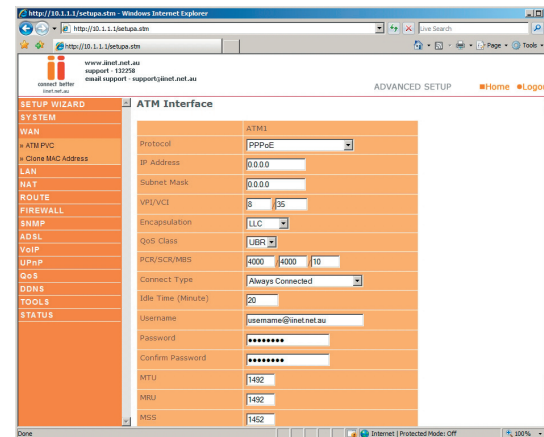 http://10.1.1.1/setupa.stm - Windows Internet Explorer
http://10.1.1.1/setupa.stm
Live Search
http://10.1.1.1/setupa.stm
Page
Tools
www.iinet.net.au
support - 132258
email support - support@iinet.net.au
connect better
iinet.net.au
ADVANCED SETUP
Home
Logo
SETUP WIZARD
SYSTEM
WAN
» ATM PVC
» Clone MAC Address
LAN
NAT
ROUTE
FIREWALL
SNMP
ADSL
VoIP
UPnP
QoS
DDNS
TOOLS
STATUS
ATM Interface
ATM1
Protocol PPPoE
IP Address 0.0.0.0
Subnet Mask 0.0.0.0
VPI/VCI 8 / 35
Encapsulation LLC
QoS Class UBR
PCR/SCR/MBS 4000 / 4000 / 10
Connect Type Always Connected
Idle Time (Minute) 20
Username username@iinet.net.au
Password ••••••••
Confirm Password ••••••••
MTU 1492
MRU 1492
MSS 1452
Done
Internet | Protected Mode: Off
100%